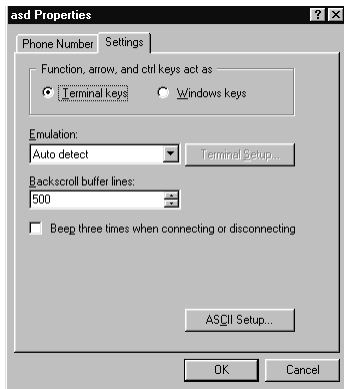 asd Properties
Phone Number Settings
Function, arrow, and ctrl keys act as
Terminal keys Windows keys
Emulation:
Auto detect Terminal Setup...
Backscroll buffer lines:
500
Beep three times when connecting or disconnecting
ASCII Setup...
OK Cancel